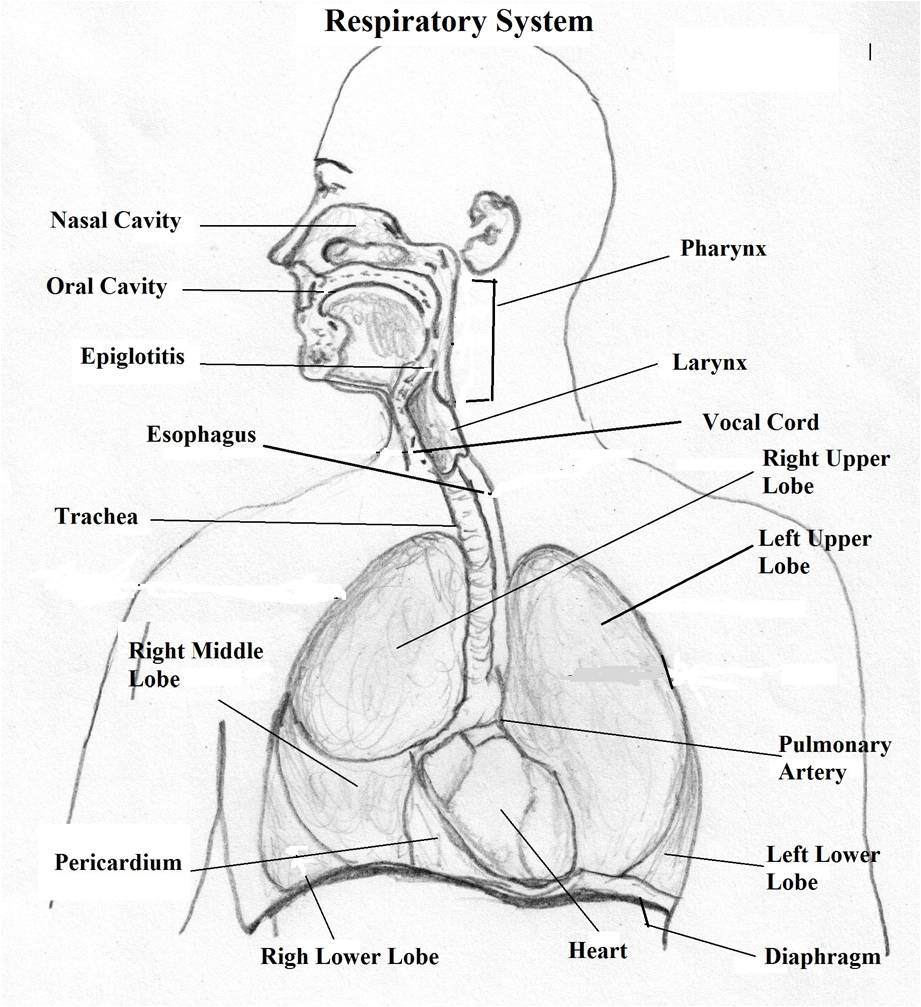 Respiratory System
Nasal Cavity
Pharynx
Oral Cavity
Epiglotitis
Larynx
Vocal Cord
Esophagus
Right Upper
Lobe
Trachea
Left Upper
Lobe
Right Middle
Lobe
Pulmonary
Artery
Pericardium
Left Lower
Lobe
Righ Lower Lobe
Heart
Diaphragm